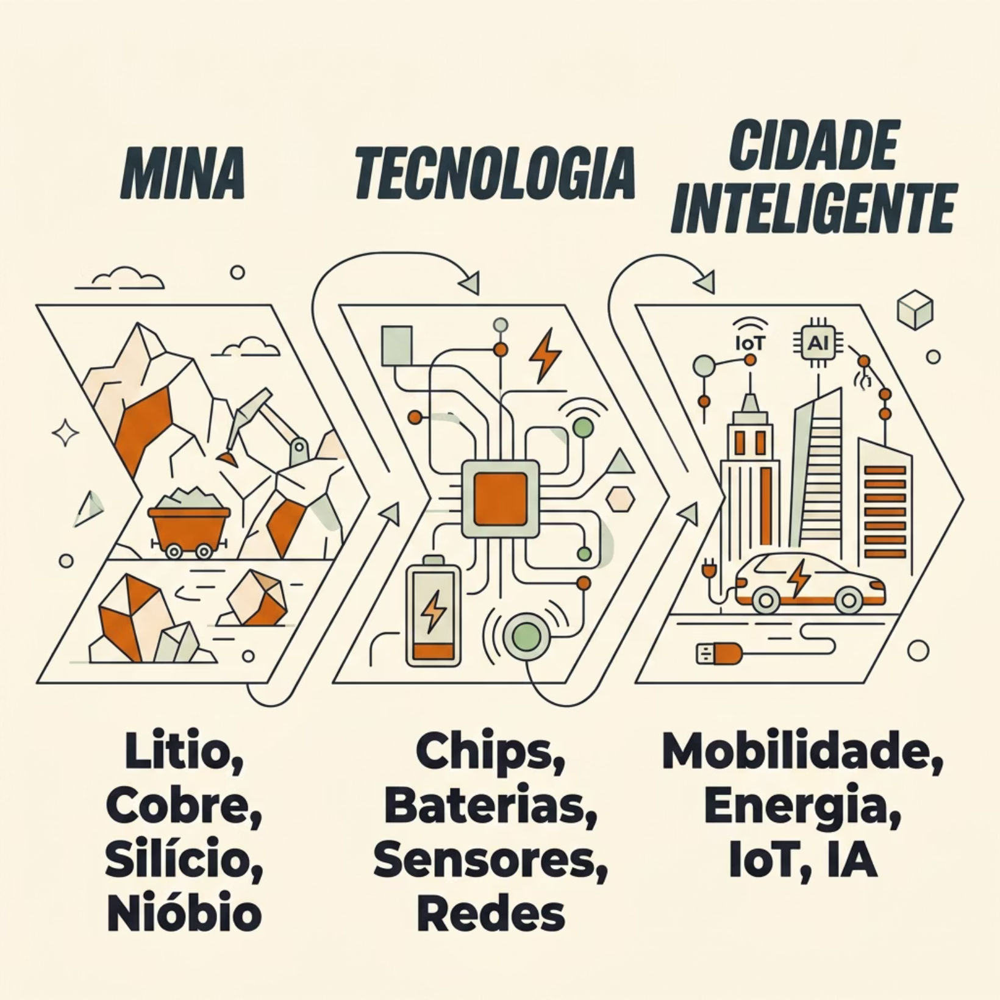 MINA
TECNOLOGIA
CIDADE
INTELIGENTE
IoT
AI
Litio,
Cobre,
Silício,
Nióbio
Chips,
Baterias,
Sensores,
Redes
Mobilidade,
Energia,
IoT, IA